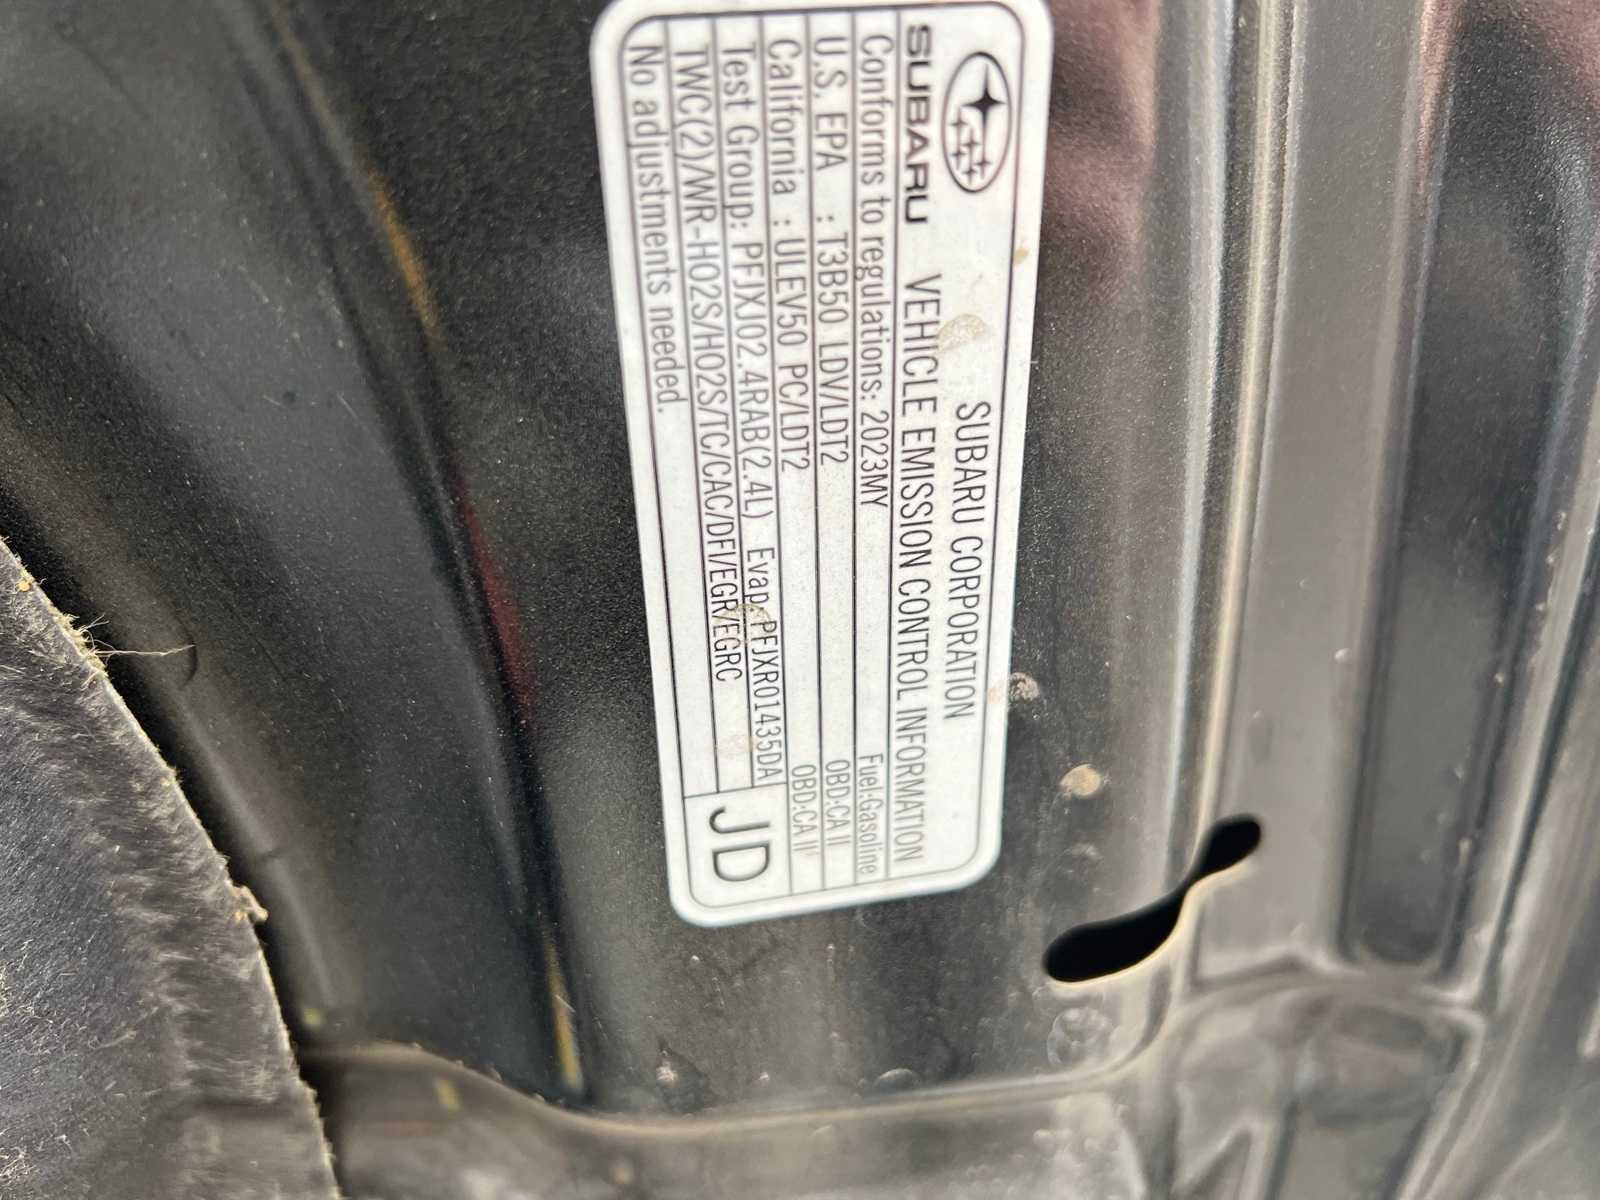 SUBARU CORPORATION
SUBARU VEHICLE EMISSION CONTROL INFORMATION
Conforms to regulations: 2023MY Fuel:Gasoline
U.S. EPA : T3B50 LDV/LDT2 OBD:CA II
California : ULEV50 PC/LDT2 OBD:CA II
Test Group: PFJXJ02.4RAB(2.4L) Evap: PFJXR01435DA
TWC(2)/WR-HO2S/HO2S/TC/CAC/DFI/EGR/EGRC
No adjustments needed.
JD